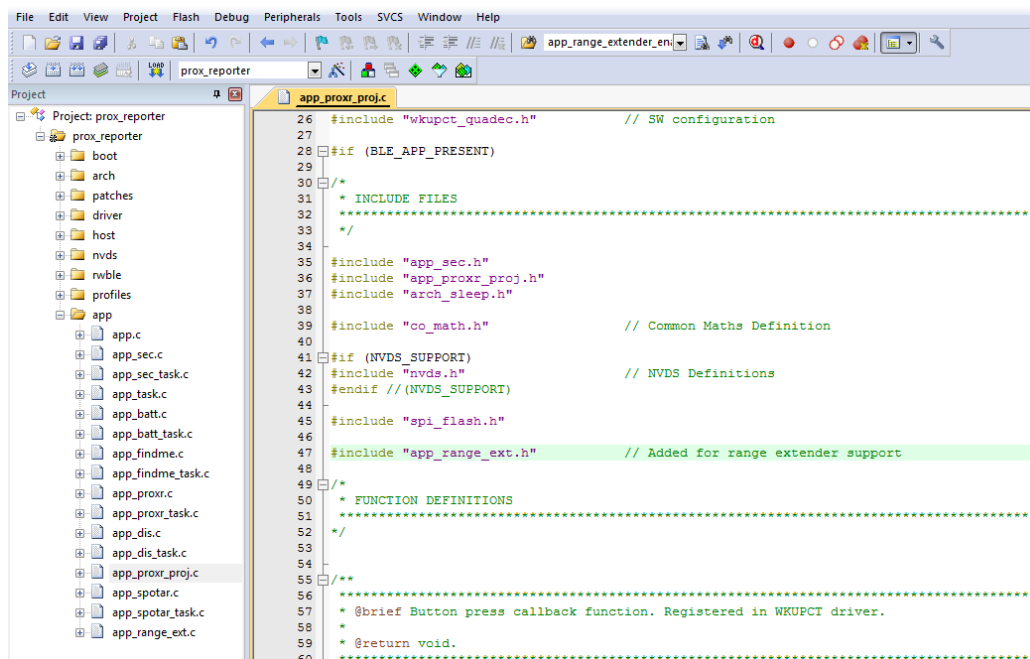 File Edit View Project Flash Debug Peripherals Tools SVCS Window Help
app_range_extender_en
LOAD prox_reporter
Project
Project: prox_reporter
prox_reporter
boot
arch
patches
driver
host
nvds
rwble
profiles
app
app.c
app_sec.c
app_sec_task.c
app_task.c
app_batt.c
app_batt_task.c
app_findme.c
app_findme_task.c
app_proxr.c
app_proxr_task.c
app_dis.c
app_dis_task.c
app_proxr_proj.c
app_spotar.c
app_spotar_task.c
app_range_ext.c
app_proxr_proj.c
26 #include "wkupct_quadec.h" // SW configuration
27
28 #if (BLE_APP_PRESENT)
29
30 /*
31 * INCLUDE FILES
32 ****************************************************************************************
33 */
34
35 #include "app_sec.h"
36 #include "app_proxr_proj.h"
37 #include "arch_sleep.h"
38
39 #include "co_math.h" // Common Maths Definition
40
41 #if (NVDS_SUPPORT)
42 #include "nvds.h" // NVDS Definitions
43 #endif //(NVDS_SUPPORT)
44
45 #include "spi_flash.h"
46
47 #include "app_range_ext.h" // Added for range extender support
48
49 /*
50 * FUNCTION DEFINITIONS
51 ****************************************************************************************
52 */
53
54
55 /**
56 ****************************************************************************************
57 * @brief Button press callback function. Registered in WKUPCT driver.
58 *
59 * @return void.
60 ****************************************************************************************